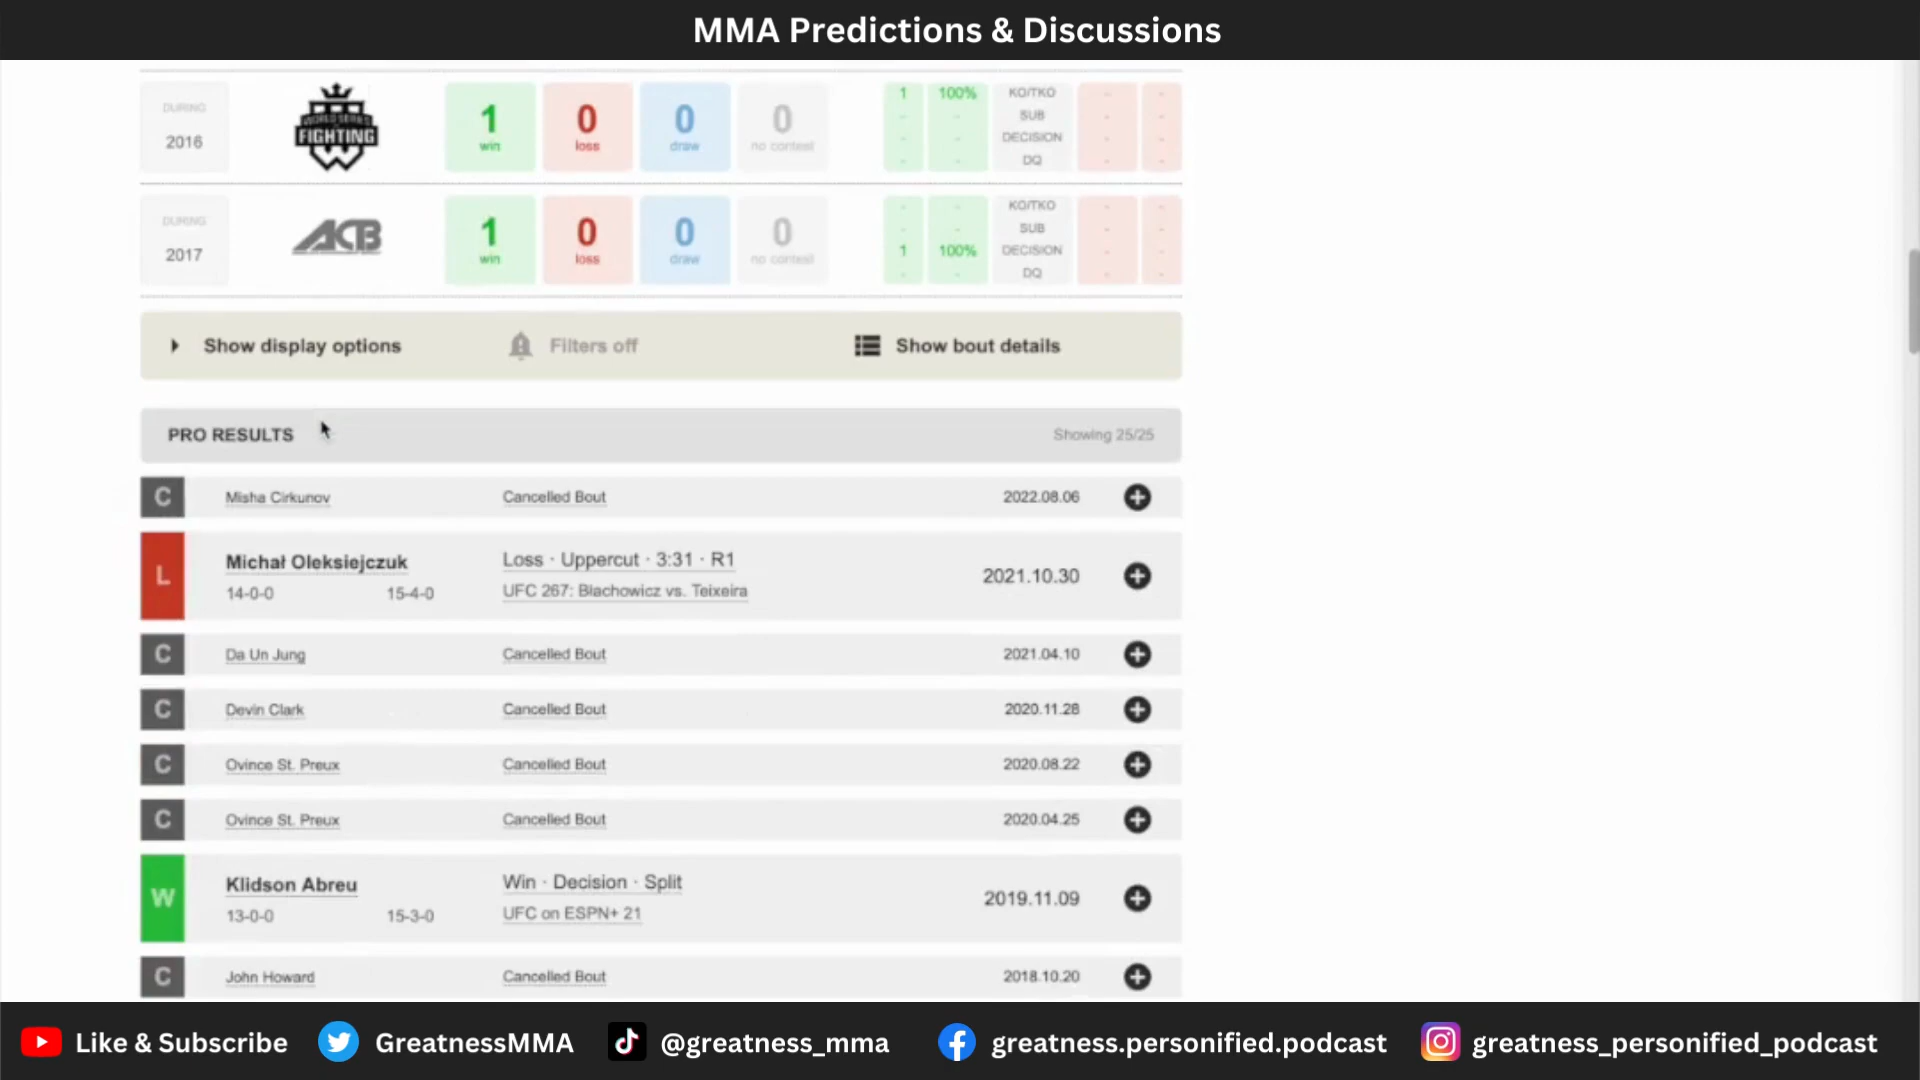 MMA Predictions & Discussions
DURING
2016
WORLD SERIES
FIGHTING
1
win
0
loss
0
draw
0
no contest
1 100% KO/TKO - -
- - SUB - -
- - DECISION - -
- - DQ - -
DURING
2017
ACB
1
win
0
loss
0
draw
0
no contest
- - KO/TKO - -
- - SUB - -
1 100% DECISION - -
- - DQ - -
Show display options Filters off Show bout details
PRO RESULTS Showing 25/25
C Misha Cirkunov Cancelled Bout 2022.08.06
L Michał Oleksiejczuk Loss · Uppercut · 3:31 · R1 2021.10.30
14-0-0 15-4-0 UFC 267: Blachowicz vs. Teixeira
C Da Un Jung Cancelled Bout 2021.04.10
C Devin Clark Cancelled Bout 2020.11.28
C Ovince St. Preux Cancelled Bout 2020.08.22
C Ovince St. Preux Cancelled Bout 2020.04.25
W Klidson Abreu Win · Decision · Split 2019.11.09
13-0-0 15-3-0 UFC on ESPN+ 21
C John Howard Cancelled Bout 2018.10.20
Like & Subscribe GreatnessMMA @greatness_mma greatness.personified.podcast greatness_personified_podcast